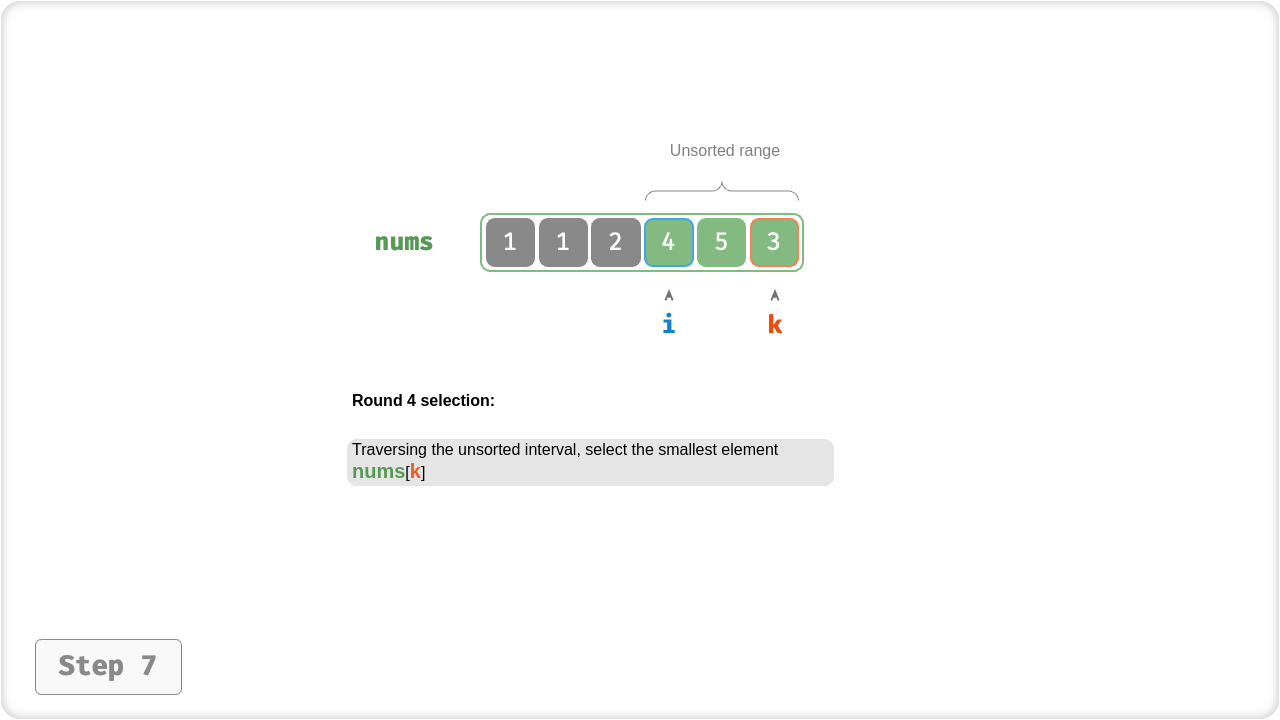 Unsorted range
nums 1 1 2 4 5 3
i k
Round 4 selection:
Traversing the unsorted interval, select the smallest element
nums[k]
Step 7